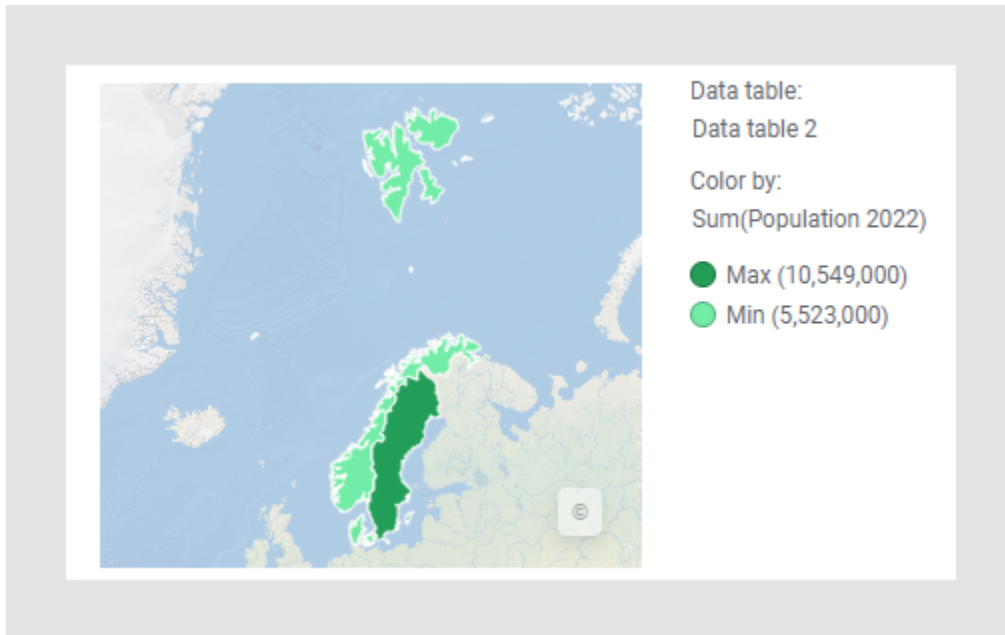 Data table:
Data table 2
Color by:
Sum(Population 2022)
Max (10,549,000)
Min (5,523,000)
©